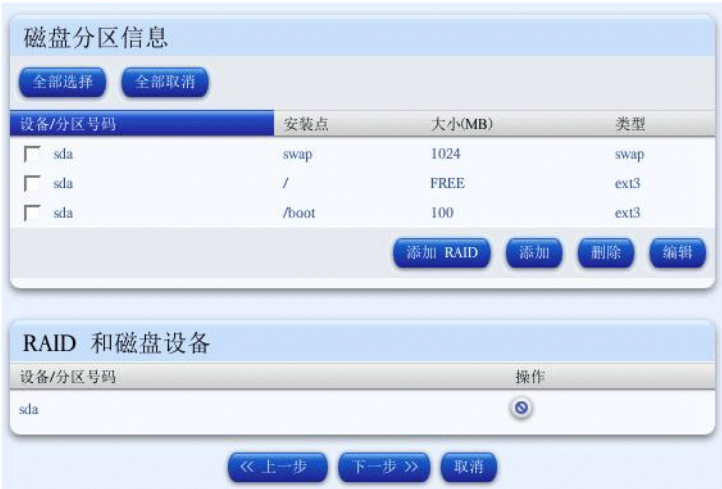 磁盘分区信息
全部选择 全部取消
设备/分区号码 安装点 大小(MB) 类型
sda swap 1024 swap
sda / FREE ext3
sda /boot 100 ext3
添加 RAID 添加 删除 编辑
RAID 和磁盘设备
设备/分区号码 操作
sda
<< 上一步 下一步 >> 取消